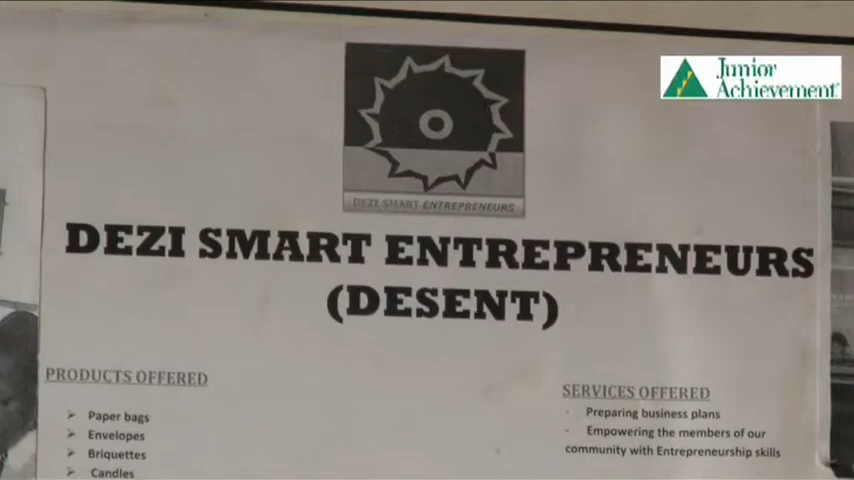 Junior
Achievement
DEZI SMART ENTREPRENEURS
DEZI SMART ENTREPRENEURS
(DESENT)
PRODUCTS OFFERED
Paper bags
Envelopes
Briquettes
Candles
SERVICES OFFERED
- Preparing business plans
- Empowering the members of our
community with Entrepreneurship skills